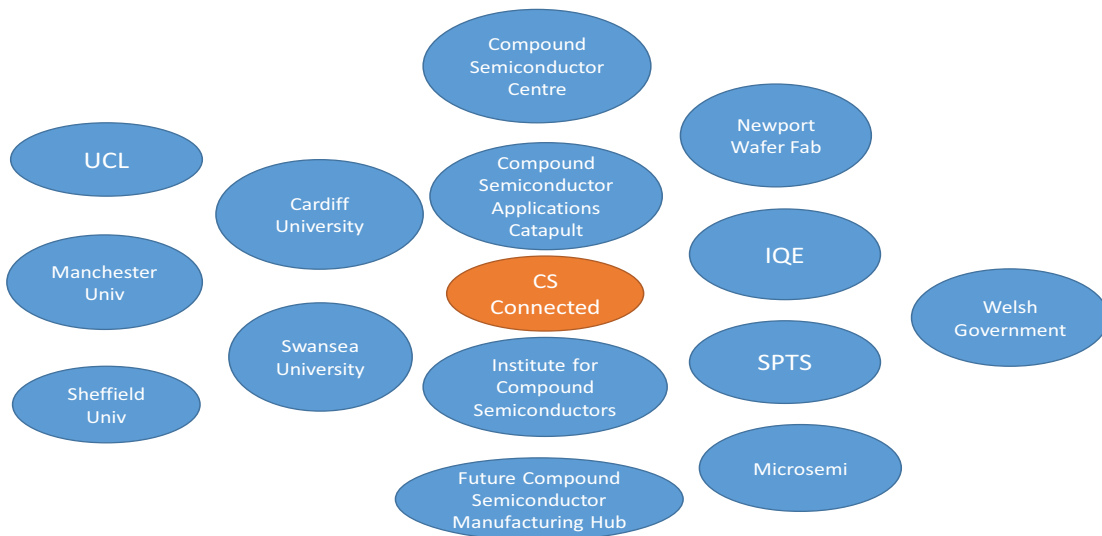 UCL
Manchester
Univ
Sheffield
Univ
Cardiff
University
Swansea
University
Compound
Semiconductor
Centre
Compound
Semiconductor
Applications
Catapult
CS
Connected
Institute for
Compound
Semiconductors
Future Compound
Semiconductor
Manufacturing Hub
Newport
Wafer Fab
IQE
SPTS
Microsemi
Welsh
Government